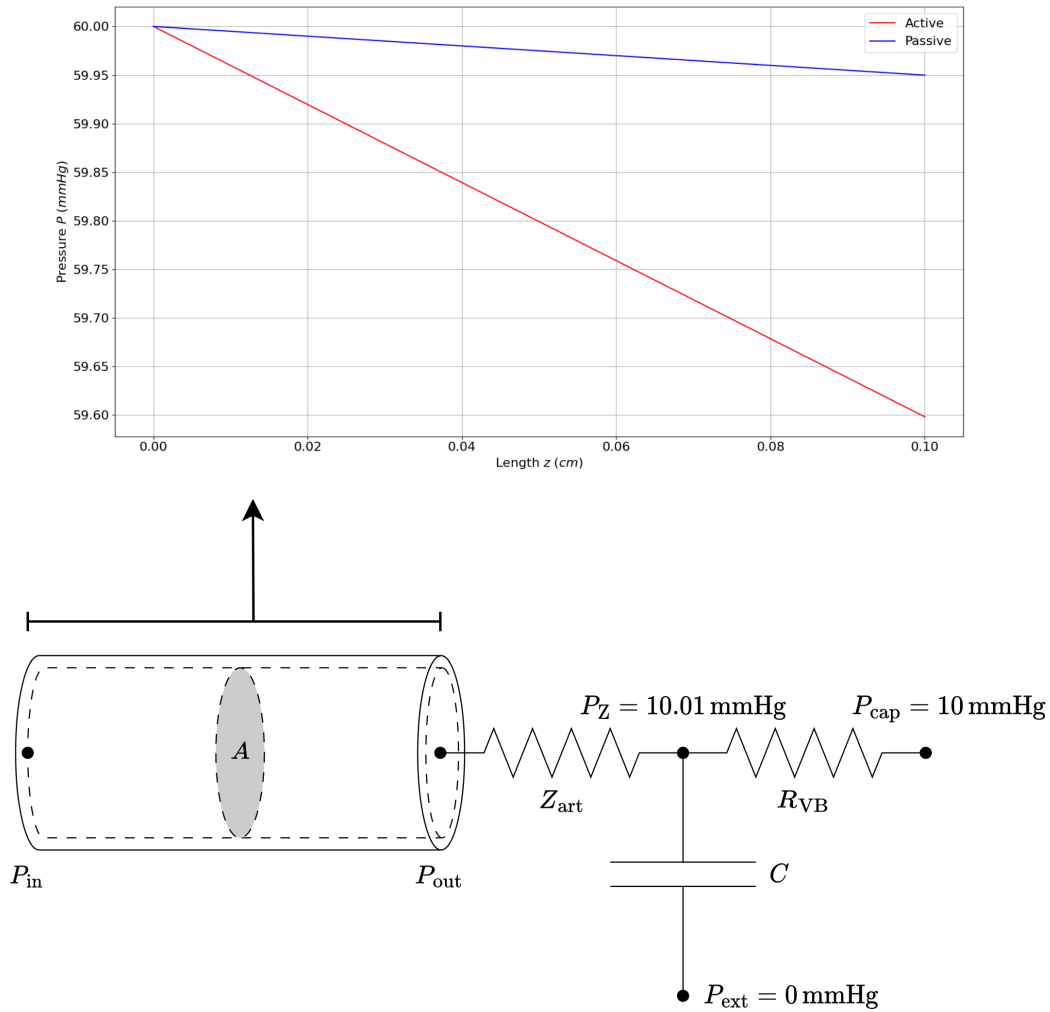 60.00
59.95
59.90
59.85
59.80
59.75
59.70
59.65
59.60
Pressure P (mmHg)
Active
Passive
0.00 0.02 0.04 0.06 0.08 0.10
Length z (cm)
P_Z = 10.01 mmHg P_cap = 10 mmHg
A
Z_art R_VB
P_in P_out C
P_ext = 0 mmHg